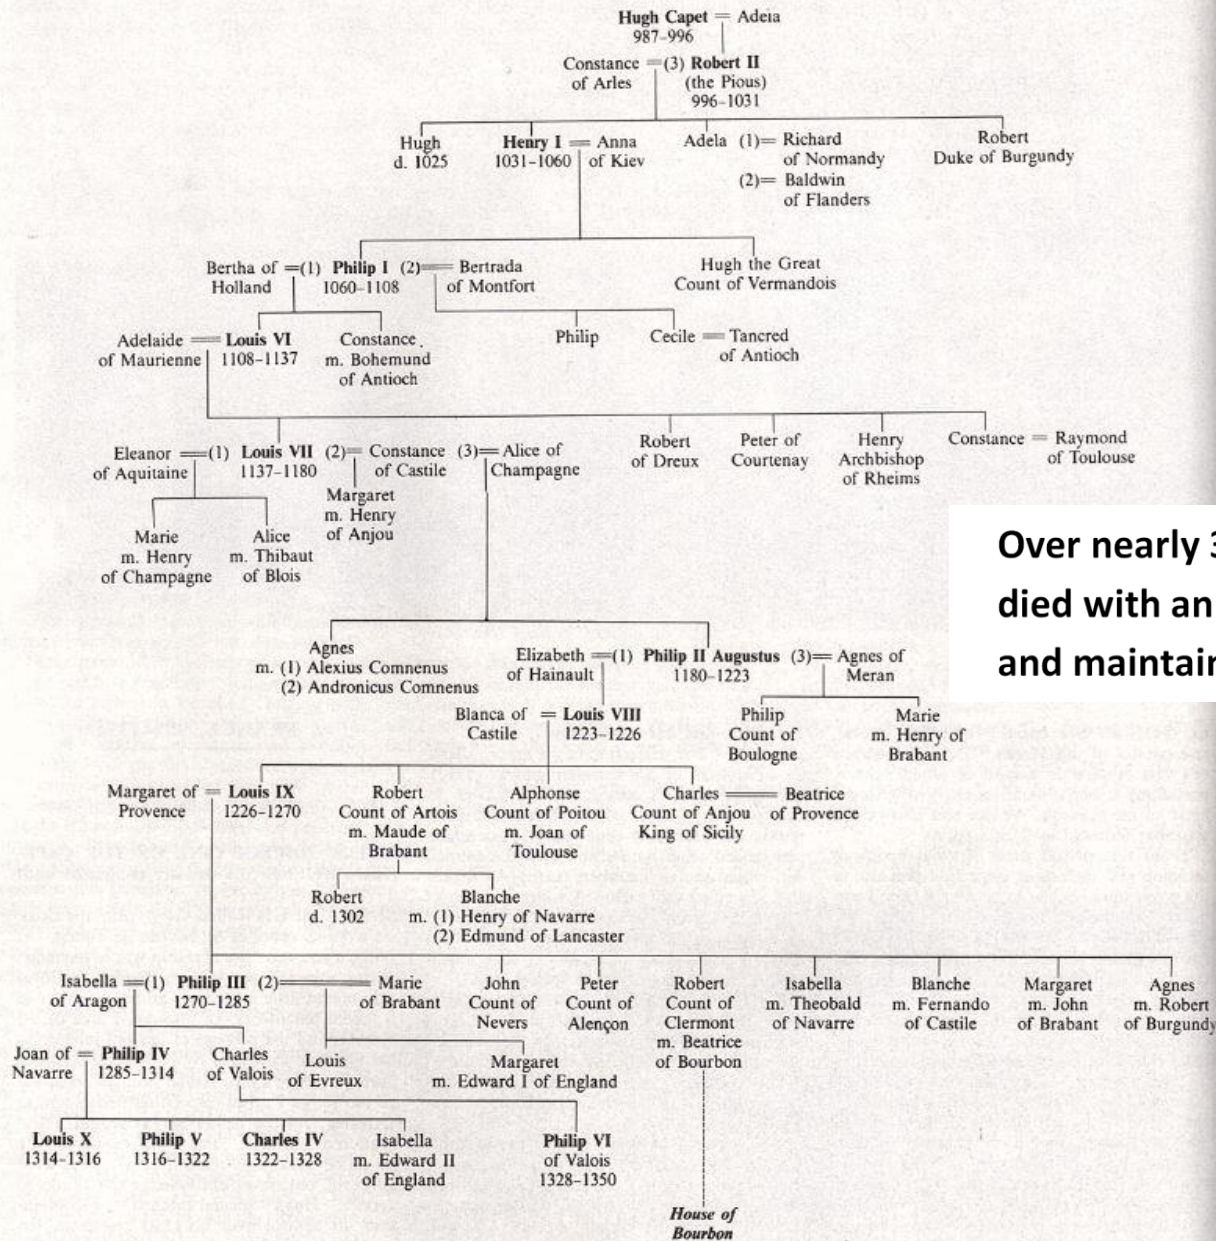 Hugh Capet = Adela
987–996
Constance =(3) Robert II
of Arles (the Pious)
996–1031
Hugh Henry I = Anna Adela (1)= Richard Robert
d. 1025 1031–1060 of Kiev of Normandy Duke of Burgundy
(2)= Baldwin
of Flanders
Bertha of =(1) Philip I (2)= Bertrada Hugh the Great
Holland 1060–1108 of Montfort Count of Vermandois
Adelaide = Louis VI Constance Philip Cecile = Tancred
of Maurienne 1108–1137 m. Bohemund of Antioch
of Antioch
Eleanor =(1) Louis VII (2)= Constance (3)= Alice of Robert Peter of Henry Constance = Raymond
of Aquitaine 1137–1180 of Castile Champagne of Dreux Courtenay Archbishop of Toulouse
of Rheims
Margaret
m. Henry
of Anjou
Marie Alice
m. Henry m. Thibaut
of Champagne of Blois
Over nearly
died with an
and
Agnes Elizabeth =(1) Philip II Augustus (3)= Agnes of
m. (1) Alexius Comnenus of Hainault 1180–1223 Meran
(2) Andronicus Comnenus
Blanca of = Louis VIII Philip Marie
Castile 1223–1226 Count of m. Henry of
Boulogne Brabant
Margaret of = Louis IX Robert Alphonse Charles = Beatrice
Provence 1226–1270 Count of Artois Count of Poitou Count of Anjou of Provence
m. Maude of m. Joan of King of Sicily
Brabant Toulouse
Robert Blanche
d. 1302 m. (1) Henry of Navarre
(2) Edmund of Lancaster
Isabella =(1) Philip III (2)= Marie John Peter Robert Isabella Blanche Margaret Agnes
of Aragon 1270–1285 of Brabant Count of Count of Count of m. Theobald m. Fernando m. John m. Robert
Nevers Alençon Clermont of Navarre of Castile of Brabant of Burgundy
m. Beatrice
of Bourbon
Joan of = Philip IV Charles Louis Margaret
Navarre 1285–1314 of Valois of Evreux m. Edward I of England
Louis X Philip V Charles IV Isabella Philip VI
1314–1316 1316–1322 1322–1328 m. Edward II of Valois
of England 1328–1350
House of
Bourbon